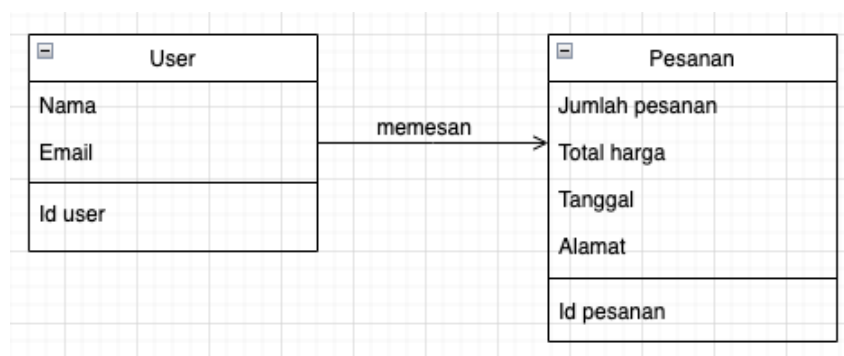 User
Nama
Email
Id user
memesan
Pesanan
Jumlah pesanan
Total harga
Tanggal
Alamat
Id pesanan